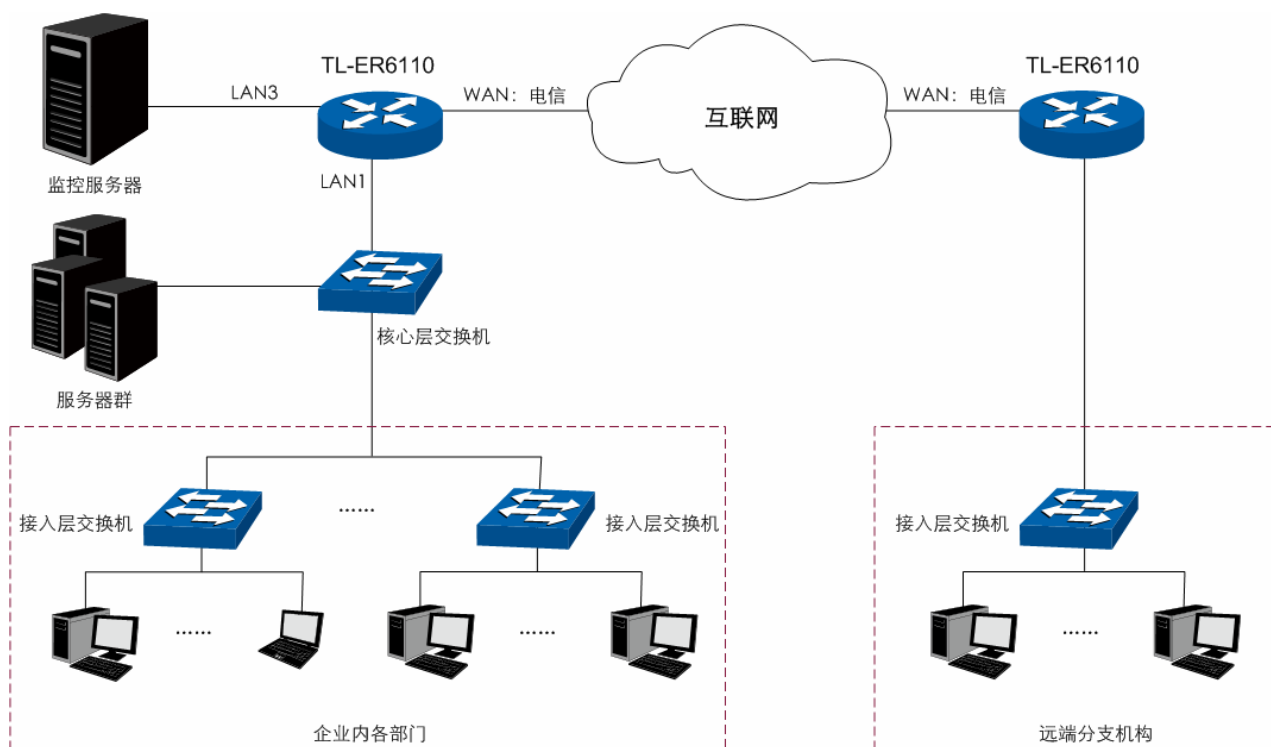 TL-ER6110
TL-ER6110
LAN3
WAN：电信
互联网
WAN：电信
监控服务器
LAN1
核心层交换机
服务器群
接入层交换机
……
接入层交换机
接入层交换机
……
……
……
企业内各部门
远端分支机构